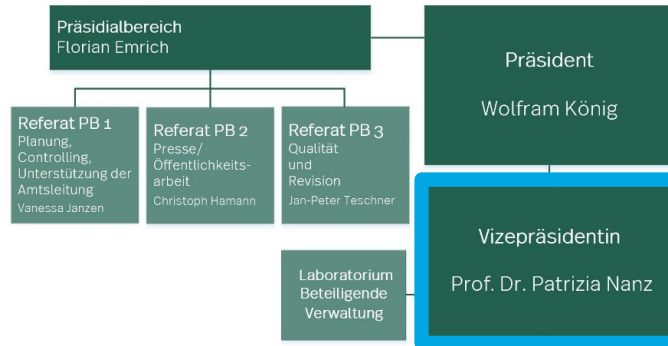 Präsidialbereich
Florian Emrich
Präsident
Wolfram König
Referat PB 1
Planung,
Controlling,
Unterstützung der
Amtsleitung
Vanessa Janzen
Referat PB 2
Presse/
Öffentlichkeits-
arbeit
Christoph Hamann
Referat PB 3
Qualität
und
Revision
Jan-Peter Teschner
Vizepräsidentin
Prof. Dr. Patrizia Nanz
Laboratorium
Beteiligende
Verwaltung